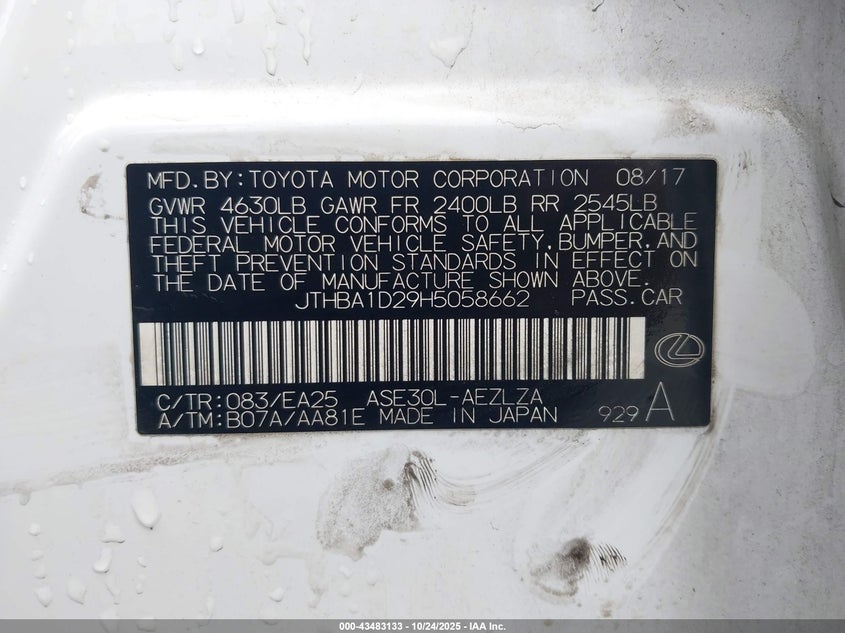 MFD.BY:TOYOTA MOTOR CORPORATION 08/17
GVWR 4630LB GAWR FR 2400LB RR 2545LB
THIS VEHICLE CONFORMS TO ALL APPLICABLE
FEDERAL MOTOR VEHICLE SAFETY,BUMPER,AND
THEFT PREVENTION STANDARDS IN EFFECT ON
THE DATE OF MANUFACTURE SHOWN ABOVE.
JTHBA1D29H5058662 PASS.CAR
C/TR:083/EA25 ASE30L-AEZLZA
A/TM:B07A/AA81E MADE IN JAPAN 929 A
000-43483133 - 10/24/2025 - IAA Inc.